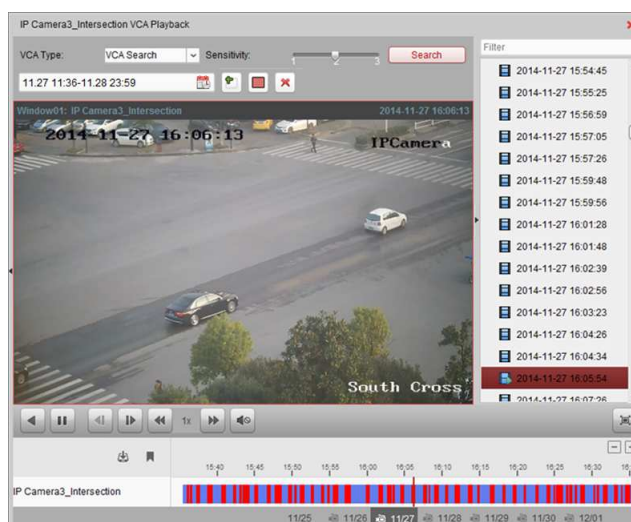 IP Camera3_Intersection VCA Playback
VCA Type:
VCA Search
Sensitivity:
1
2
3
Search
11.27 11:36-11.28 23:59
Window01: IP Camera3_Intersection
2014-11-27 16:06:13
2014-11-27 16:06:13
IPCamera
South Cross
Filter
2014-11-27 15:54:45
2014-11-27 15:55:25
2014-11-27 15:56:59
2014-11-27 15:57:05
2014-11-27 15:57:26
2014-11-27 15:59:48
2014-11-27 15:59:56
2014-11-27 16:01:28
2014-11-27 16:01:48
2014-11-27 16:02:39
2014-11-27 16:02:56
2014-11-27 16:03:23
2014-11-27 16:04:26
2014-11-27 16:04:34
2014-11-27 16:05:54
2014-11-27 16:07:26
1x
15:40 15:45 15:50 15:55 16:00 16:05 16:10 16:15 16:20 16:25 16:30
IP Camera3_Intersection
11/25 11/26 11/27 11/28 11/29 11/30 12/01